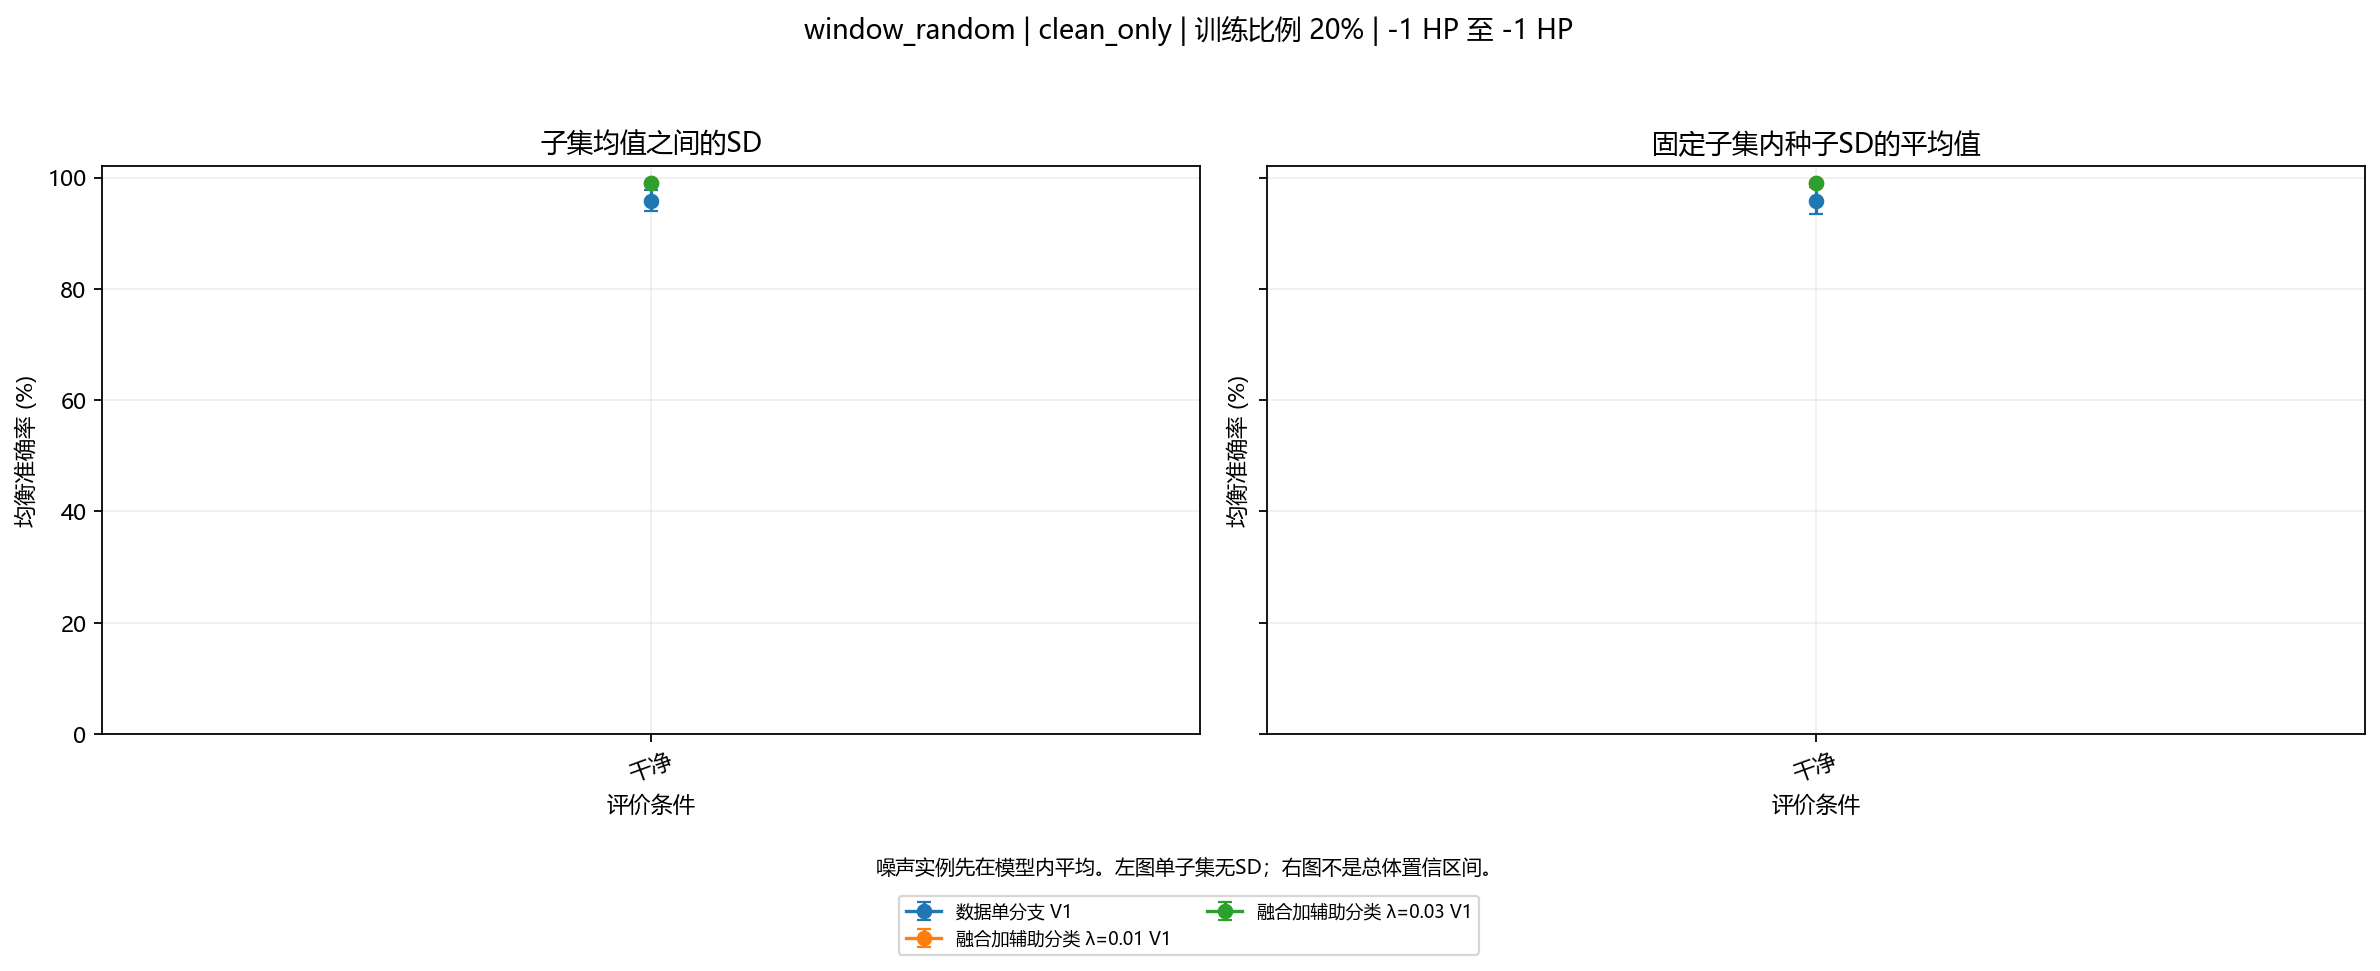 window_random | clean_only | 训练比例 20% | -1 HP 至 -1 HP
子集均值之间的SD
均衡准确率 (%)
100
80
60
40
20
0
干净
评价条件
固定子集内种子SD的平均值
均衡准确率 (%)
干净
评价条件
噪声实例先在模型内平均。左图单子集无SD；右图不是总体置信区间。
数据单分支 V1
融合加辅助分类 λ=0.01 V1
融合加辅助分类 λ=0.03 V1